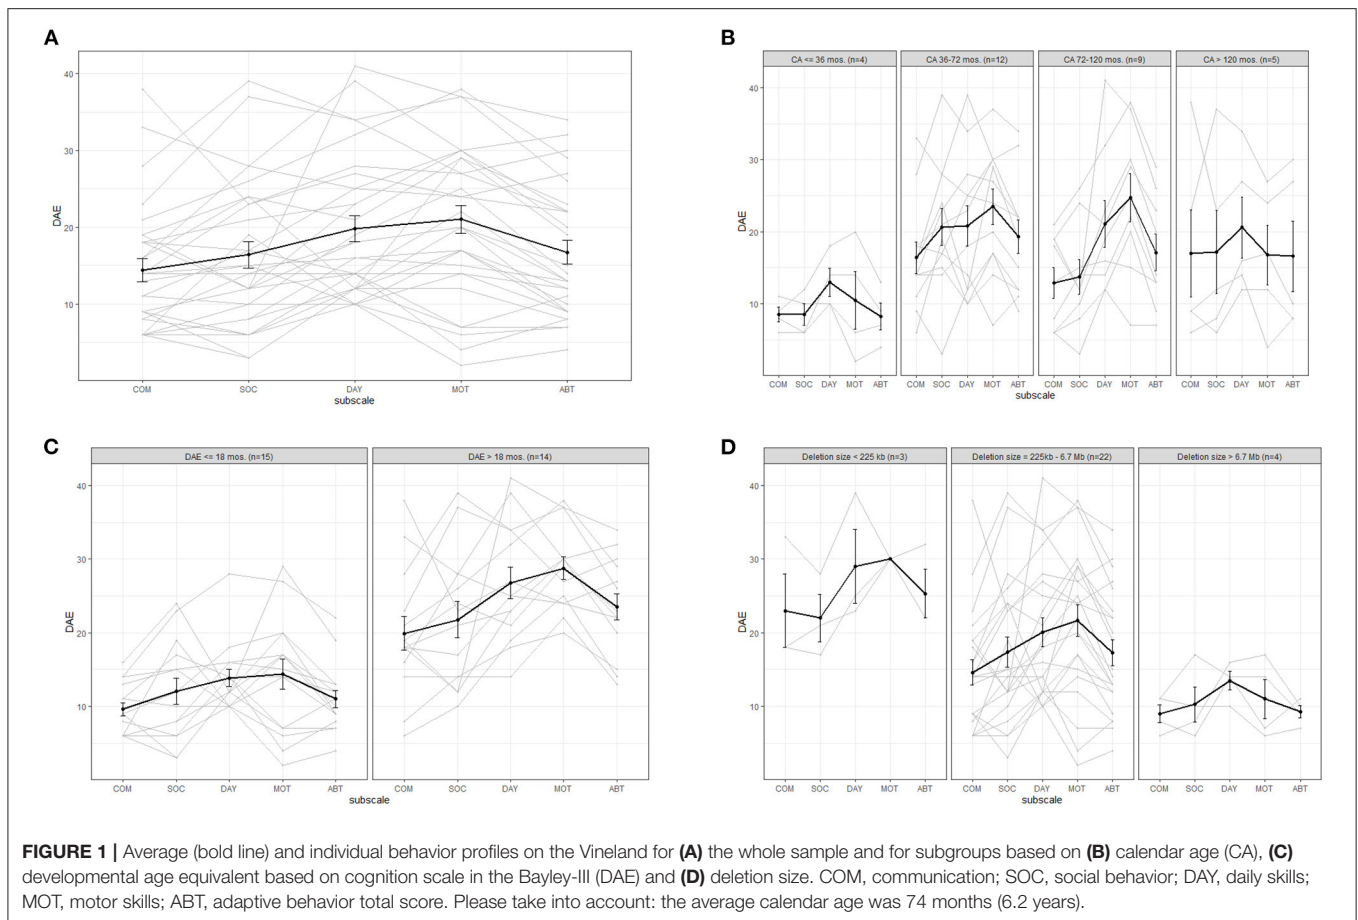 A
40
30
20
10
DAE
COM SOC DAY MOT ABT
subscale
B
CA <= 36 mos. (n=4) CA 36-72 mos. (n=12) CA 72-120 mos. (n=9) CA > 120 mos. (n=5)
40
30
20
10
DAE
COM SOC DAY MOT ABT COM SOC DAY MOT ABT COM SOC DAY MOT ABT COM SOC DAY MOT ABT
subscale
C
DAE <= 18 mos. (n=15) DAE > 18 mos. (n=14)
40
30
20
10
DAE
COM SOC DAY MOT ABT COM SOC DAY MOT ABT
subscale
D
Deletion size < 225 kb (n=3) Deletion size = 225kb - 6.7 Mb (n=22) Deletion size > 6.7 Mb (n=4)
40
30
20
10
DAE
COM SOC DAY MOT ABT COM SOC DAY MOT ABT COM SOC DAY MOT ABT
subscale
FIGURE 1 | Average (bold line) and individual behavior profiles on the Vineland for (A) the whole sample and for subgroups based on (B) calendar age (CA), (C)
developmental age equivalent based on cognition scale in the Bayley-III (DAE) and (D) deletion size. COM, communication; SOC, social behavior; DAY, daily skills;
MOT, motor skills; ABT, adaptive behavior total score. Please take into account: the average calendar age was 74 months (6.2 years).